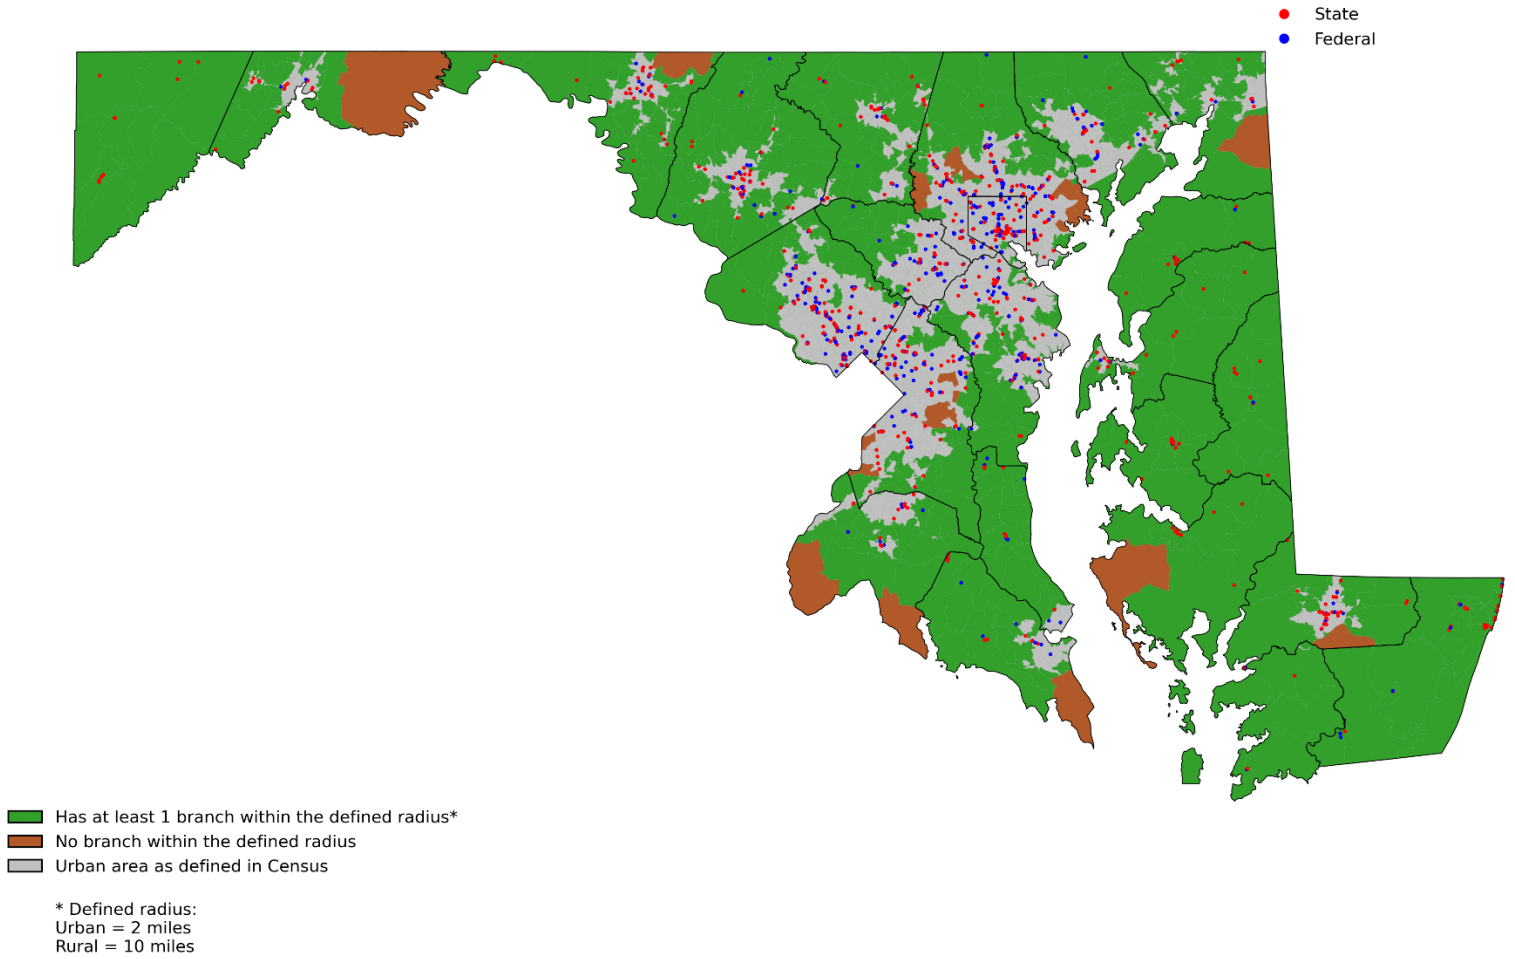 State
Federal
Has at least 1 branch within the defined radius*
No branch within the defined radius
Urban area as defined in Census
* Defined radius:
Urban = 2 miles
Rural = 10 miles